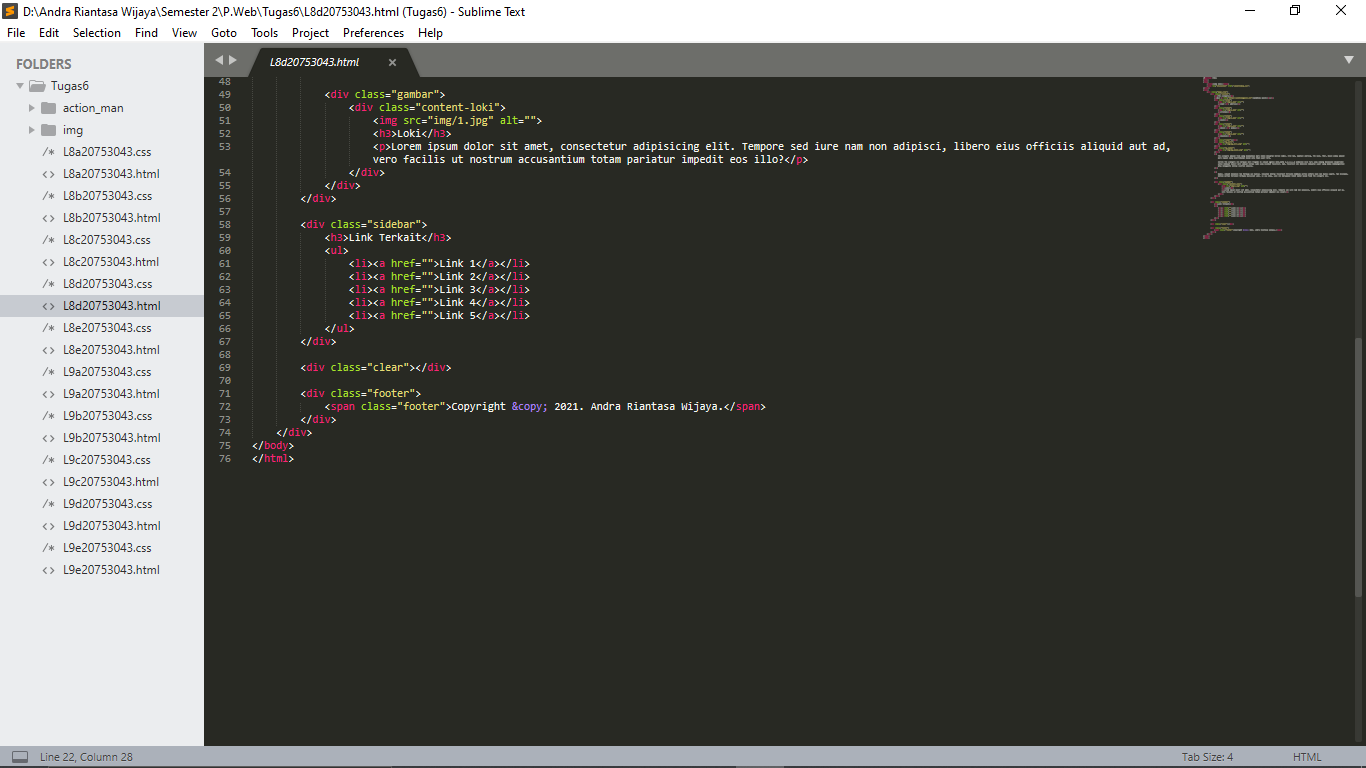 D:\Andra Riantasa Wijaya\Semester 2\P.Web\Tugas6\L8d20753043.html (Tugas6) - Sublime Text
File Edit Selection Find View Goto Tools Project Preferences Help
FOLDERS
Tugas6
action_man
img
/* L8a20753043.css
<> L8a20753043.html
/* L8b20753043.css
<> L8b20753043.html
/* L8c20753043.css
<> L8c20753043.html
/* L8d20753043.css
<> L8d20753043.html
/* L8e20753043.css
<> L8e20753043.html
/* L9a20753043.css
<> L9a20753043.html
/* L9b20753043.css
<> L9b20753043.html
/* L9c20753043.css
<> L9c20753043.html
/* L9d20753043.css
<> L9d20753043.html
/* L9e20753043.css
<> L9e20753043.html
L8d20753043.html
48
49 <div class="gambar">
50 <div class="content-loki">
51 <img src="img/1.jpg" alt="">
52 <h3>Loki</h3>
53 <p>Lorem ipsum dolor sit amet, consectetur adipisicing elit. Tempore sed iure nam non adipisci, libero eius officiis aliquid aut ad,
vero facilis ut nostrum accusantium totam pariatur impedit eos illo?</p>
54 </div>
55 </div>
56 </div>
57
58 <div class="sidebar">
59 <h3>Link Terkait</h3>
60 <ul>
61 <li><a href="">Link 1</a></li>
62 <li><a href="">Link 2</a></li>
63 <li><a href="">Link 3</a></li>
64 <li><a href="">Link 4</a></li>
65 <li><a href="">Link 5</a></li>
66 </ul>
67 </div>
68
69 <div class="clear"></div>
70
71 <div class="footer">
72 <span class="footer">Copyright &copy; 2021. Andra Riantasa Wijaya.</span>
73 </div>
74 </div>
75 </body>
76 </html>
Line 22, Column 28
Tab Size: 4
HTML